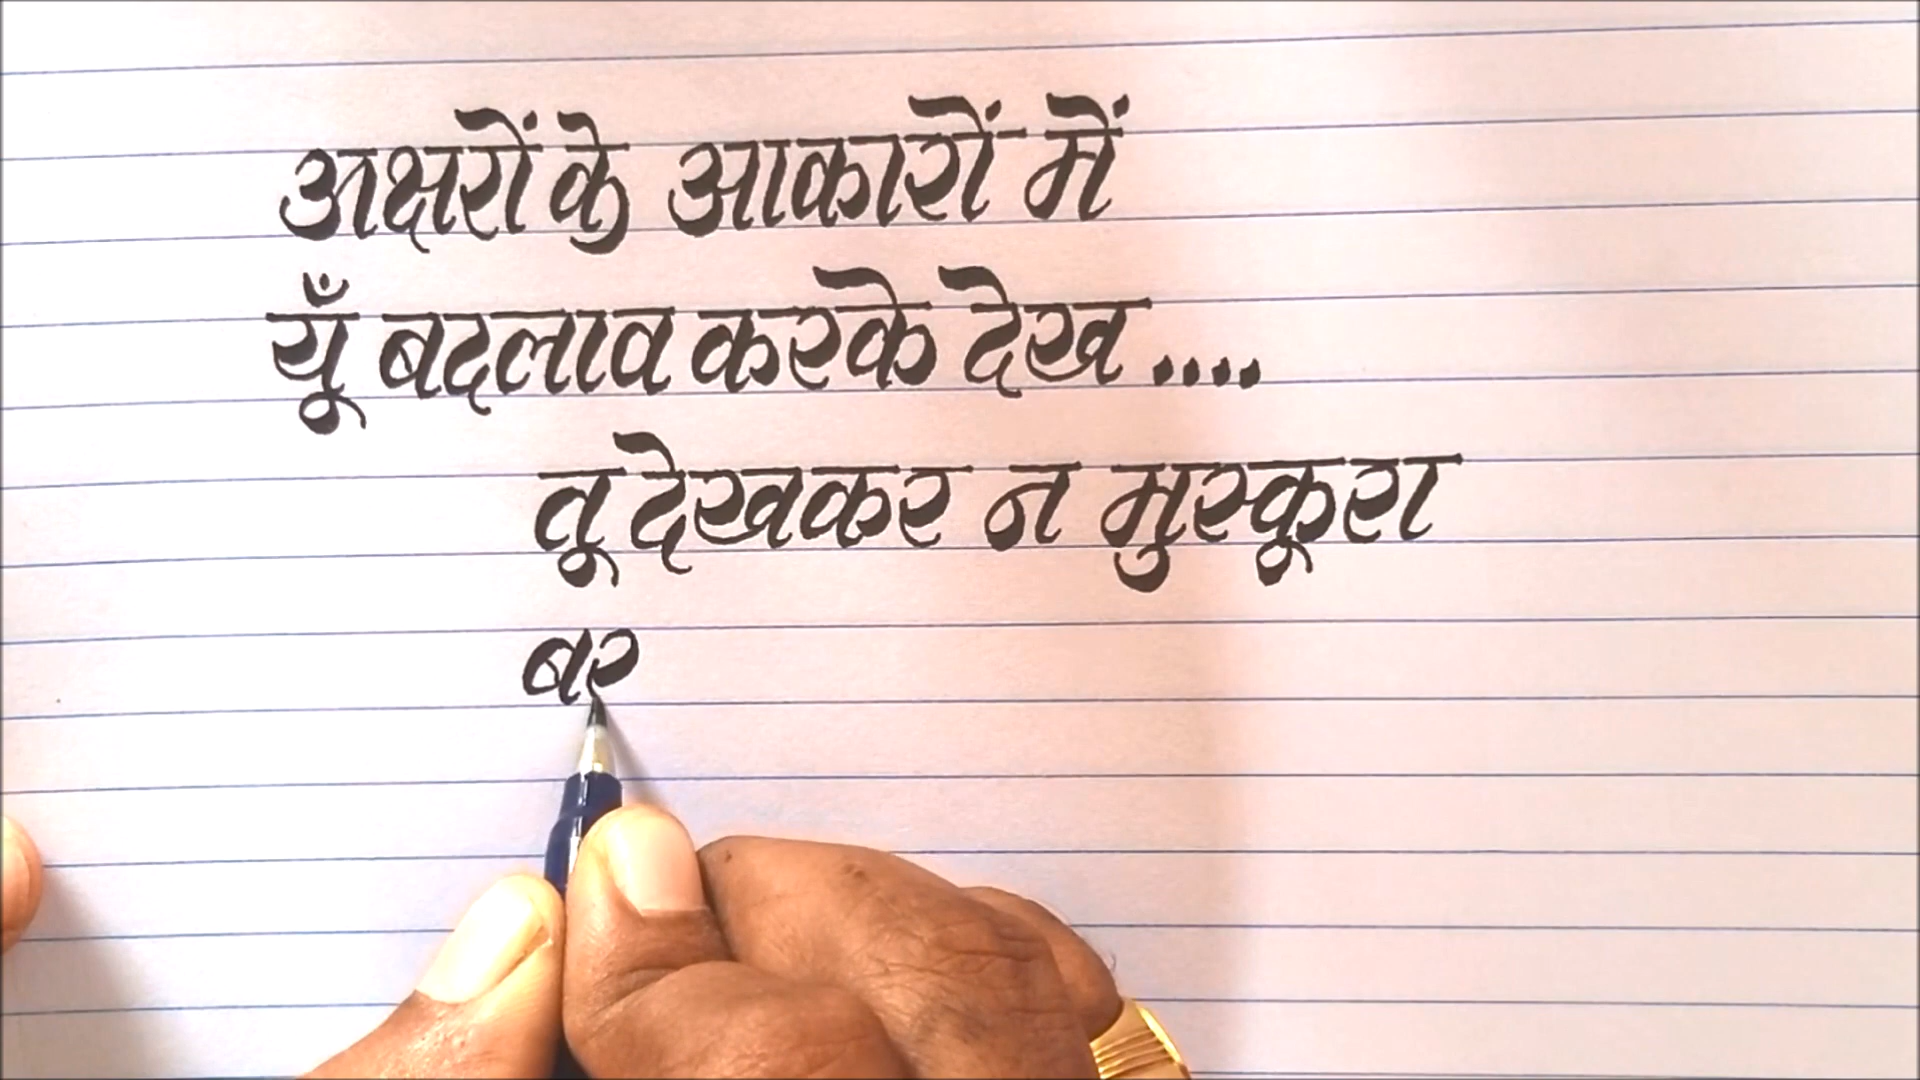 अक्षरों के आकारों में
यूँ बदलाव करके देख ....
तू देखकर न मुस्कूरा
बर